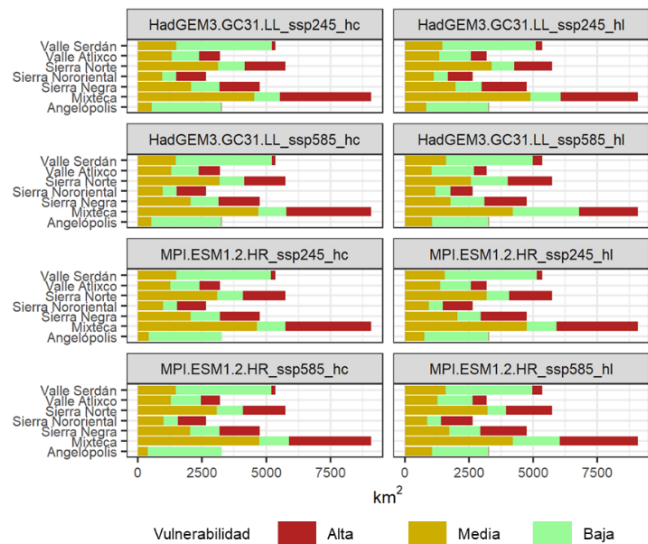 HadGEM3.GC31.LL_ssp245_hc HadGEM3.GC31.LL_ssp245_hl
Valle Serdán
Valle Atlixco
Sierra Norte
Sierra Nororiental
Sierra Negra
Mixteca
Angelópolis
HadGEM3.GC31.LL_ssp585_hc HadGEM3.GC31.LL_ssp585_hl
Valle Serdán
Valle Atlixco
Sierra Norte
Sierra Nororiental
Sierra Negra
Mixteca
Angelópolis
MPI.ESM1.2.HR_ssp245_hc MPI.ESM1.2.HR_ssp245_hl
Valle Serdán
Valle Atlixco
Sierra Norte
Sierra Nororiental
Sierra Negra
Mixteca
Angelópolis
MPI.ESM1.2.HR_ssp585_hc MPI.ESM1.2.HR_ssp585_hl
Valle Serdán
Valle Atlixco
Sierra Norte
Sierra Nororiental
Sierra Negra
Mixteca
Angelópolis
0 2500 5000 7500 0 2500 5000 7500
km²
Vulnerabilidad Alta Media Baja